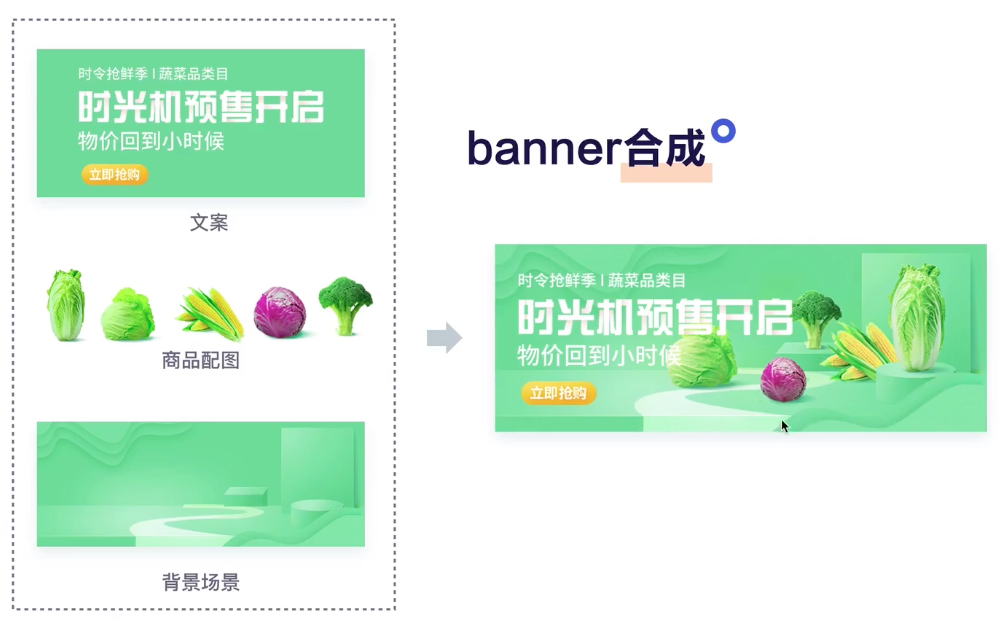 时令抢鲜季 | 蔬菜品类目
时光机预售开启
物价回到小时候
立即抢购
文案
商品配图
背景场景
banner合成
时令抢鲜季 | 蔬菜品类目
时光机预售开启
物价回到小时候
立即抢购